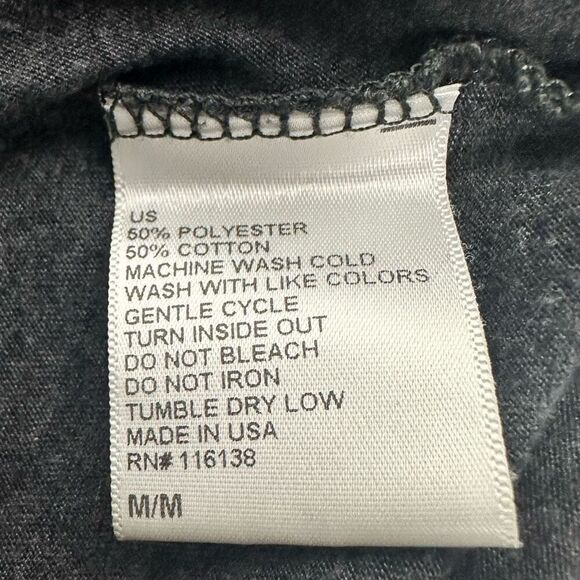 US
50% POLYESTER
50% COTTON
MACHINE WASH COLD
WASH WITH LIKE COLORS
GENTLE CYCLE
TURN INSIDE OUT
DO NOT BLEACH
DO NOT IRON
TUMBLE DRY LOW
MADE IN USA
RN# 116138
M/M